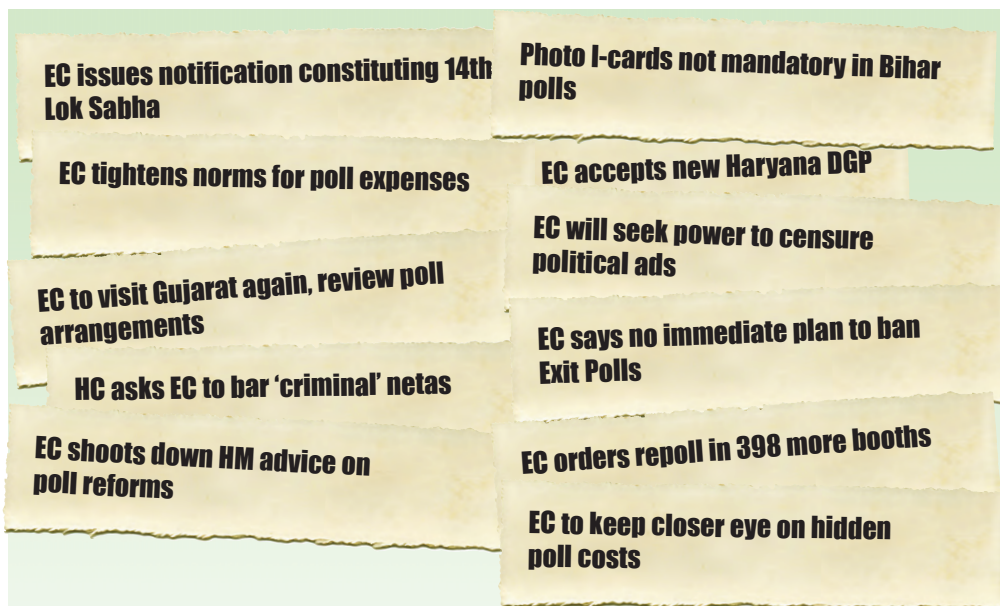 EC issues notification constituting 14th
Lok Sabha
EC tightens norms for poll expenses
EC to visit Gujarat again, review poll
arrangements
HC asks EC to bar ‘criminal’ netas
EC shoots down HM advice on
poll reforms
Photo I-cards not mandatory in Bihar
polls
EC accepts new Haryana DGP
EC will seek power to censure
political ads
EC says no immediate plan to ban
Exit Polls
EC orders repoll in 398 more booths
EC to keep closer eye on hidden
poll costs